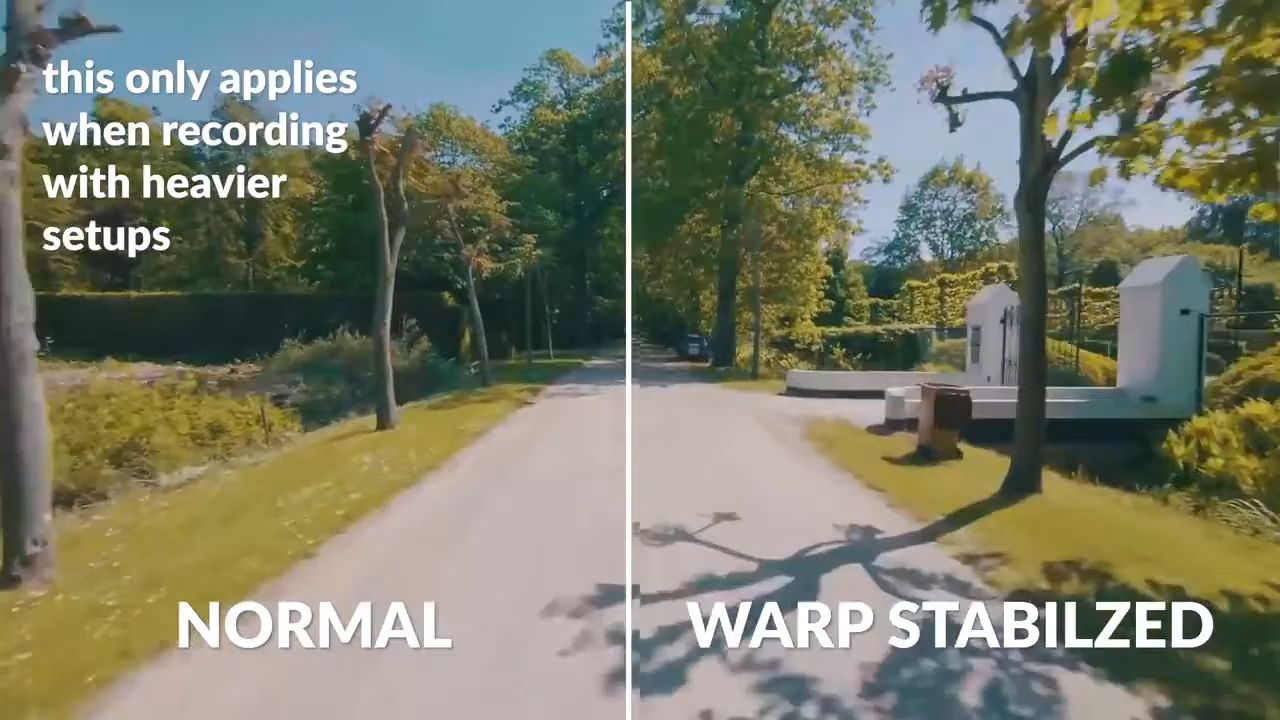 this only applies
when recording
with heavier
setups
NORMAL
WARP STABILZED